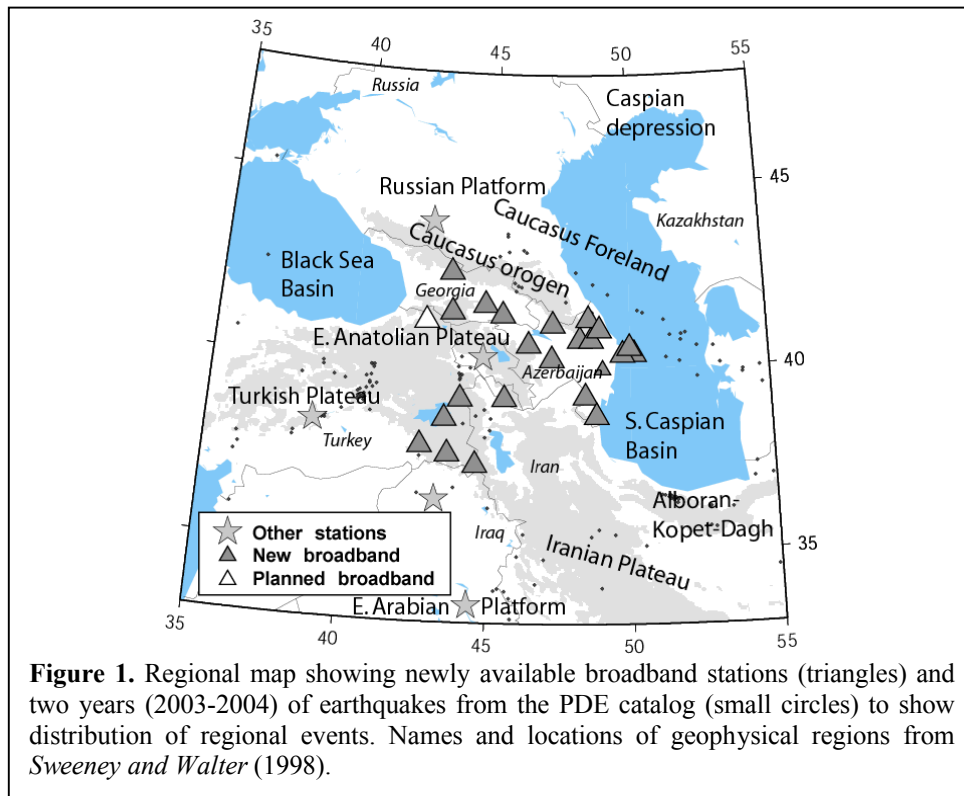 35
40
45
50
55
Russia
Caspian
depression
45
Russian Platform
Kazakhstan
Caucasus Foreland
Caucasus orogen
Black Sea
Basin
Georgia
E. Anatolian Plateau
40
Azerbaijan
Turkish Plateau
S. Caspian
Basin
Turkey
Iran
Alboran-
Kopet-Dagh
Other stations
New broadband
Planned broadband
Iraq
Iranian Plateau
35
E. Arabian Platform
35
40
45
50
55
Figure 1. Regional map showing newly available broadband stations (triangles) and
two years (2003-2004) of earthquakes from the PDE catalog (small circles) to show
distribution of regional events. Names and locations of geophysical regions from
Sweeney and Walter (1998).